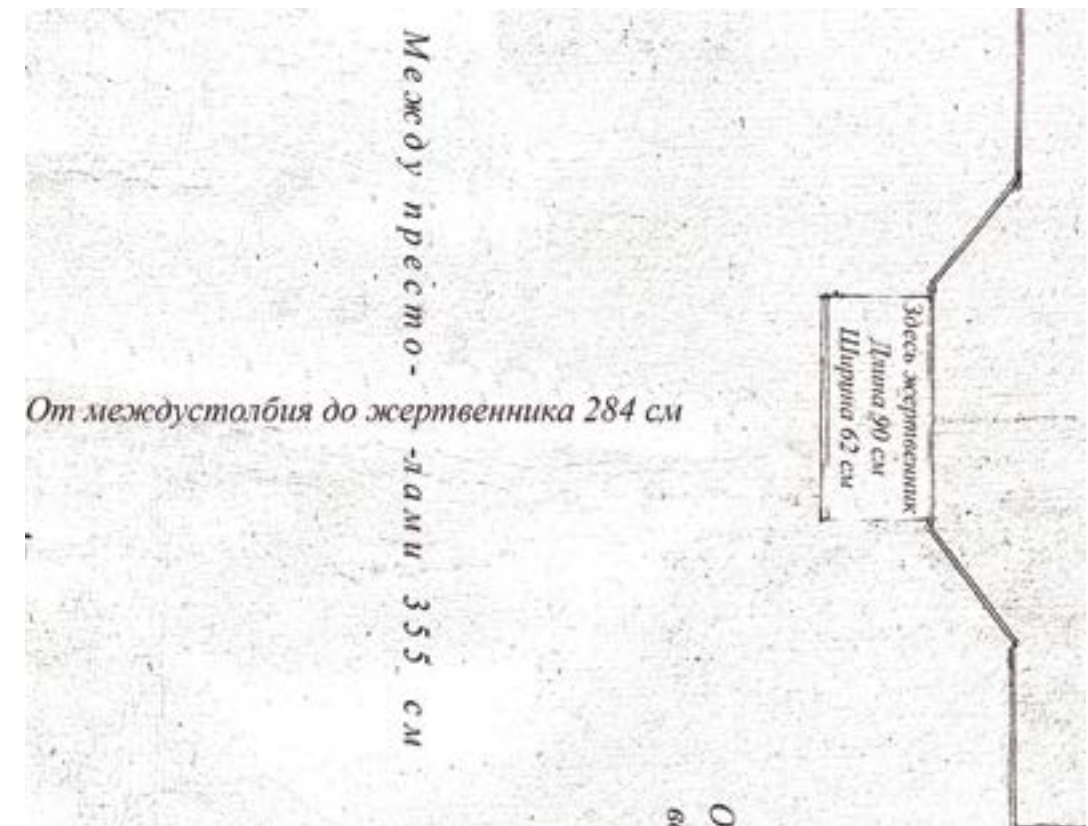 Между престо- -лами 355 см
От междустолбия до жертвенника 284 см
Здесь жертвенник
Длина 90 см
Ширина 62 см